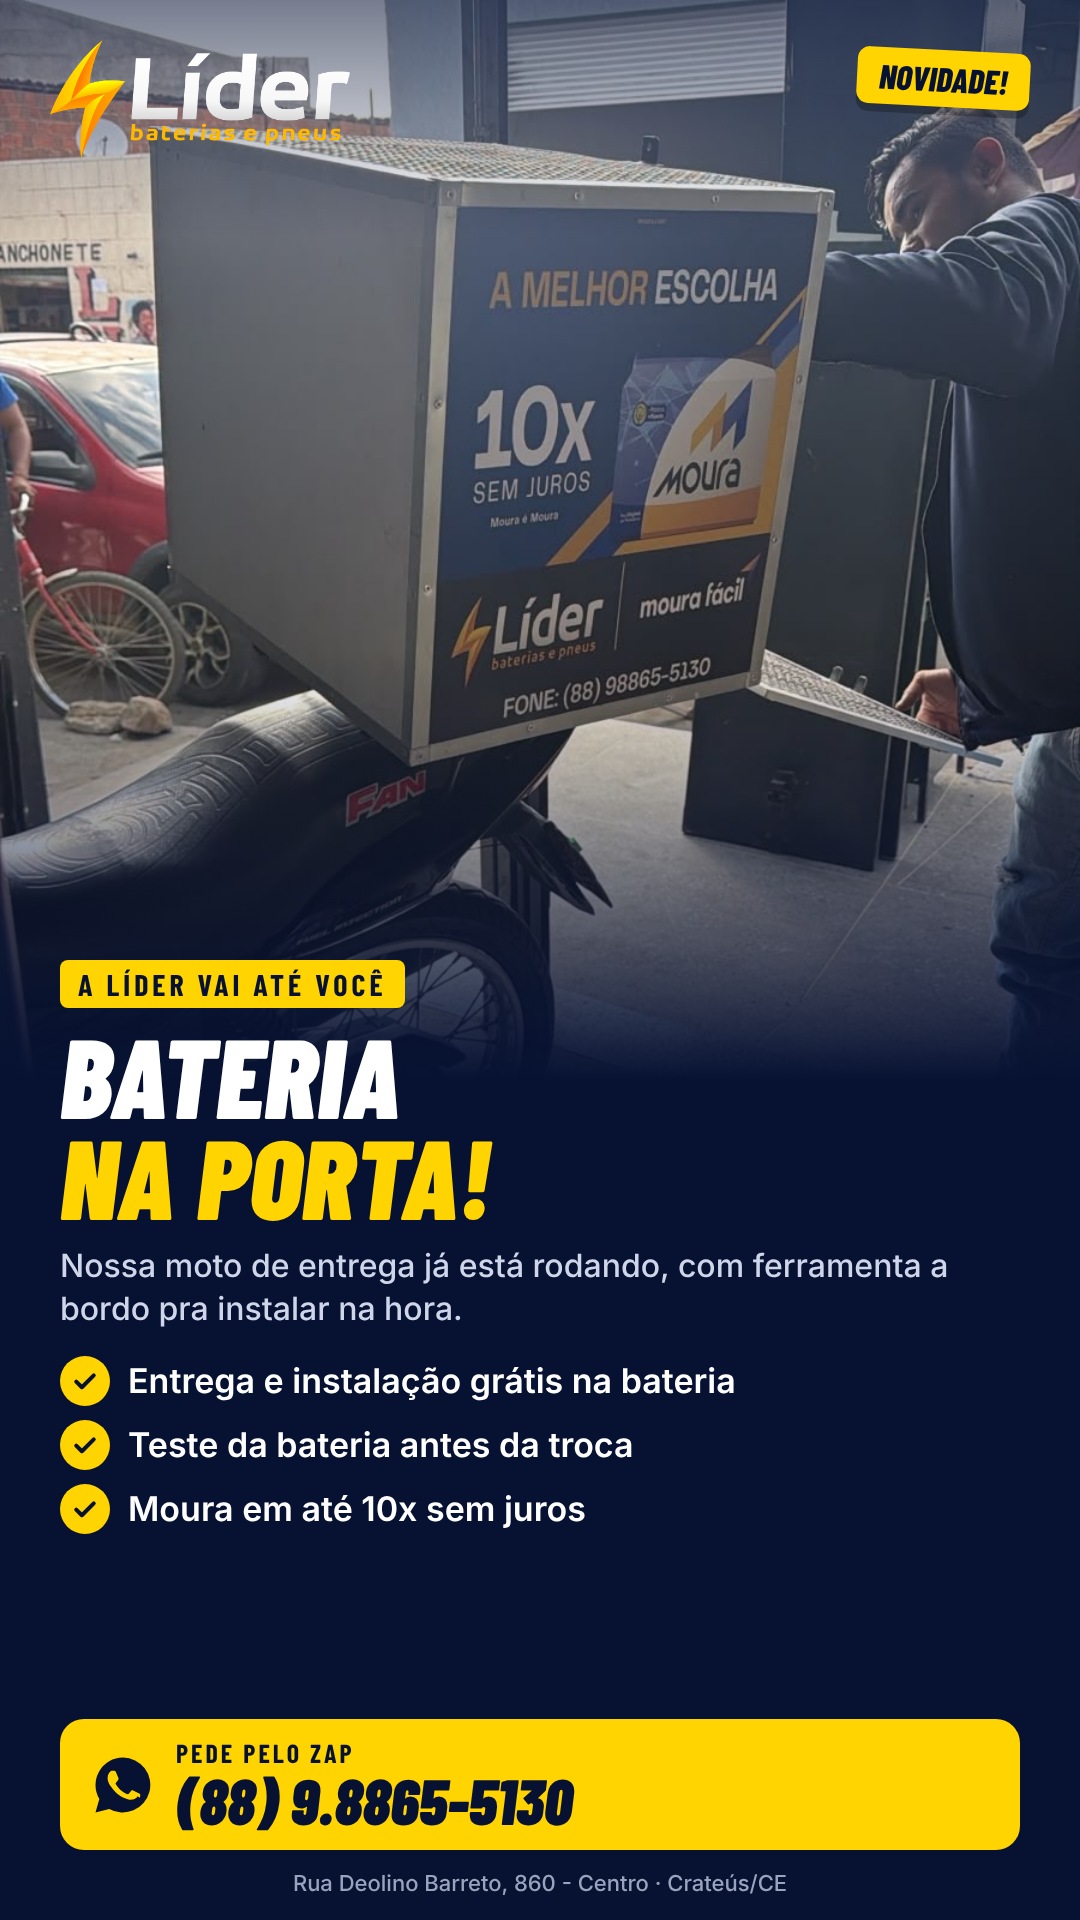 Líder
baterias e pneus
NOVIDADE!
ANCHONETE
L
A MELHOR ESCOLHA
10x
SEM JUROS
Moura é Moura
moura
Líder
baterias e pneus
moura fácil
FONE: (88) 98865-5130
FAN
FUEL INJECTION
A LÍDER VAI ATÉ VOCÊ
BATERIA
NA PORTA!
Nossa moto de entrega já está rodando, com ferramenta a
bordo pra instalar na hora.
Entrega e instalação grátis na bateria
Teste da bateria antes da troca
Moura em até 10x sem juros
PEDE PELO ZAP
(88) 9.8865-5130
Rua Deolino Barreto, 860 - Centro · Crateús/CE